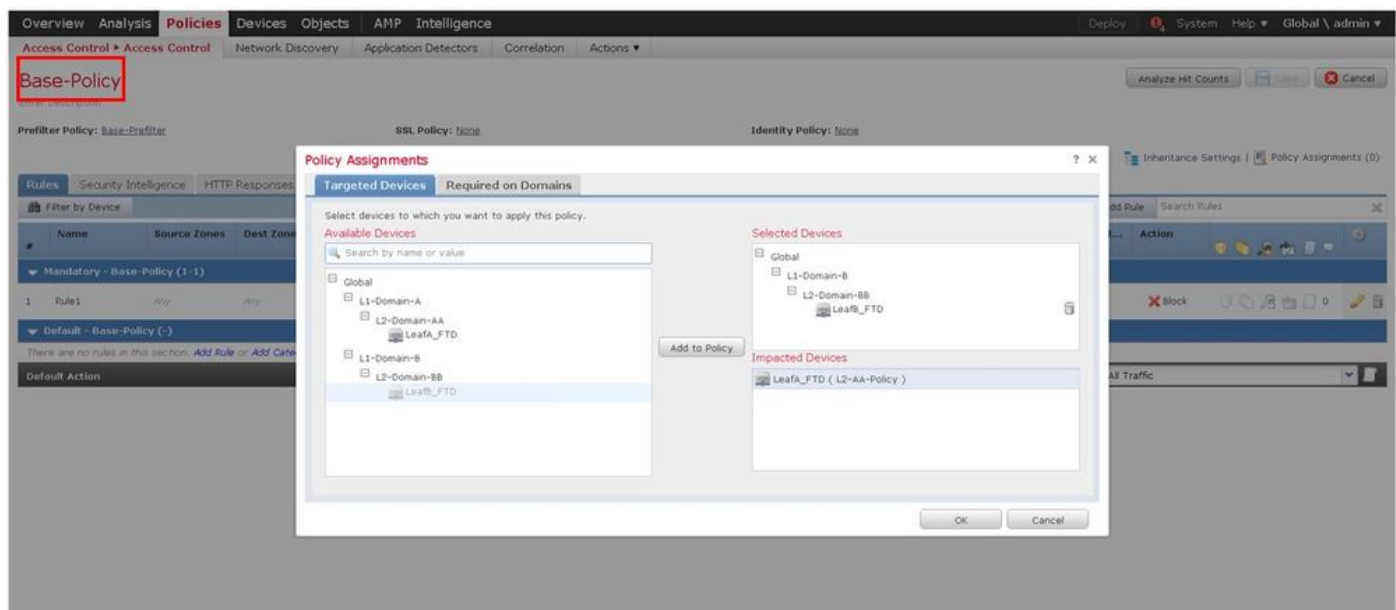 Overview Analysis Policies Devices Objects AMP Intelligence Deploy System Help ▼ Global \ admin ▼
Access Control ▸ Access Control Network Discovery Application Detectors Correlation Actions ▼
Base-Policy
Analyze Hit Counts Save Cancel
Enter Description
Prefilter Policy: Base-Prefilter SSL Policy: None Identity Policy: None
Inheritance Settings | Policy Assignments (0)
Policy Assignments ? X
Rules Security Intelligence HTTP Responses
Targeted Devices Required on Domains
Filter by Device
dd Rule Search Rules
Select devices to which you want to apply this policy.
Available Devices
Selected Devices
# Name Source Zones Dest Zone
t... Action
Search by name or value
Mandatory - Base-Policy (1-1)
1 Rule1 Any Any
Block 0
Default - Base-Policy (-)
There are no rules in this section. Add Rule or Add Cate
Default Action
All Traffic
Global
L1-Domain-A
L2-Domain-AA
LeafA_FTD
L1-Domain-B
L2-Domain-BB
LeafB_FTD
Add to Policy
Global
L1-Domain-B
L2-Domain-BB
LeafB_FTD
Impacted Devices
LeafA_FTD ( L2-AA-Policy )
OK Cancel